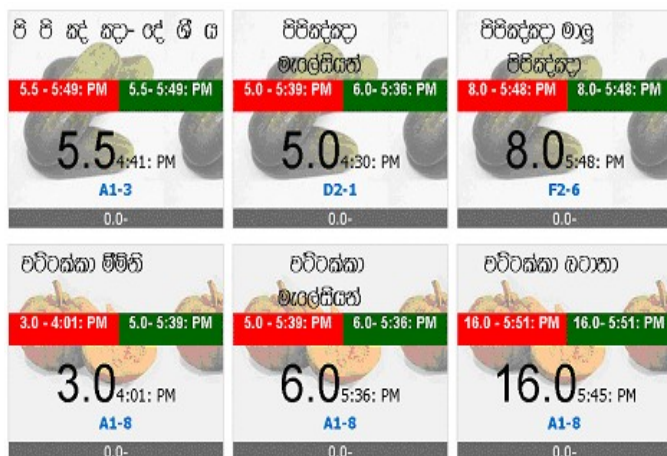 පි පි ඤ් ඤා- දේ ශී ය
5.5 - 5:49: PM 5.5- 5:49: PM
5.5 4:41: PM
A1-3
0.0-
පිපිඤ්ඤා
මැලේසියන්
5.0 - 5:39: PM 6.0- 5:36: PM
5.0 4:30: PM
D2-1
0.0-
පිපිඤ්ඤා මාලු
පිපිඤ්ඤා
8.0 - 5:48: PM 8.0- 5:48: PM
8.0 5:48: PM
F2-6
0.0-
වට්ටක්කා මීමිනි
3.0 - 4:01: PM 5.0- 5:39: PM
3.0 4:01: PM
A1-8
0.0-
වට්ටක්කා
මැලේසියන්
5.0 - 5:39: PM 6.0- 5:36: PM
6.0 5:36: PM
A1-8
0.0-
වට්ටක්කා බටානා
16.0 - 5:51: PM 16.0- 5:51: PM
16.0 5:45: PM
A1-8
0.0-